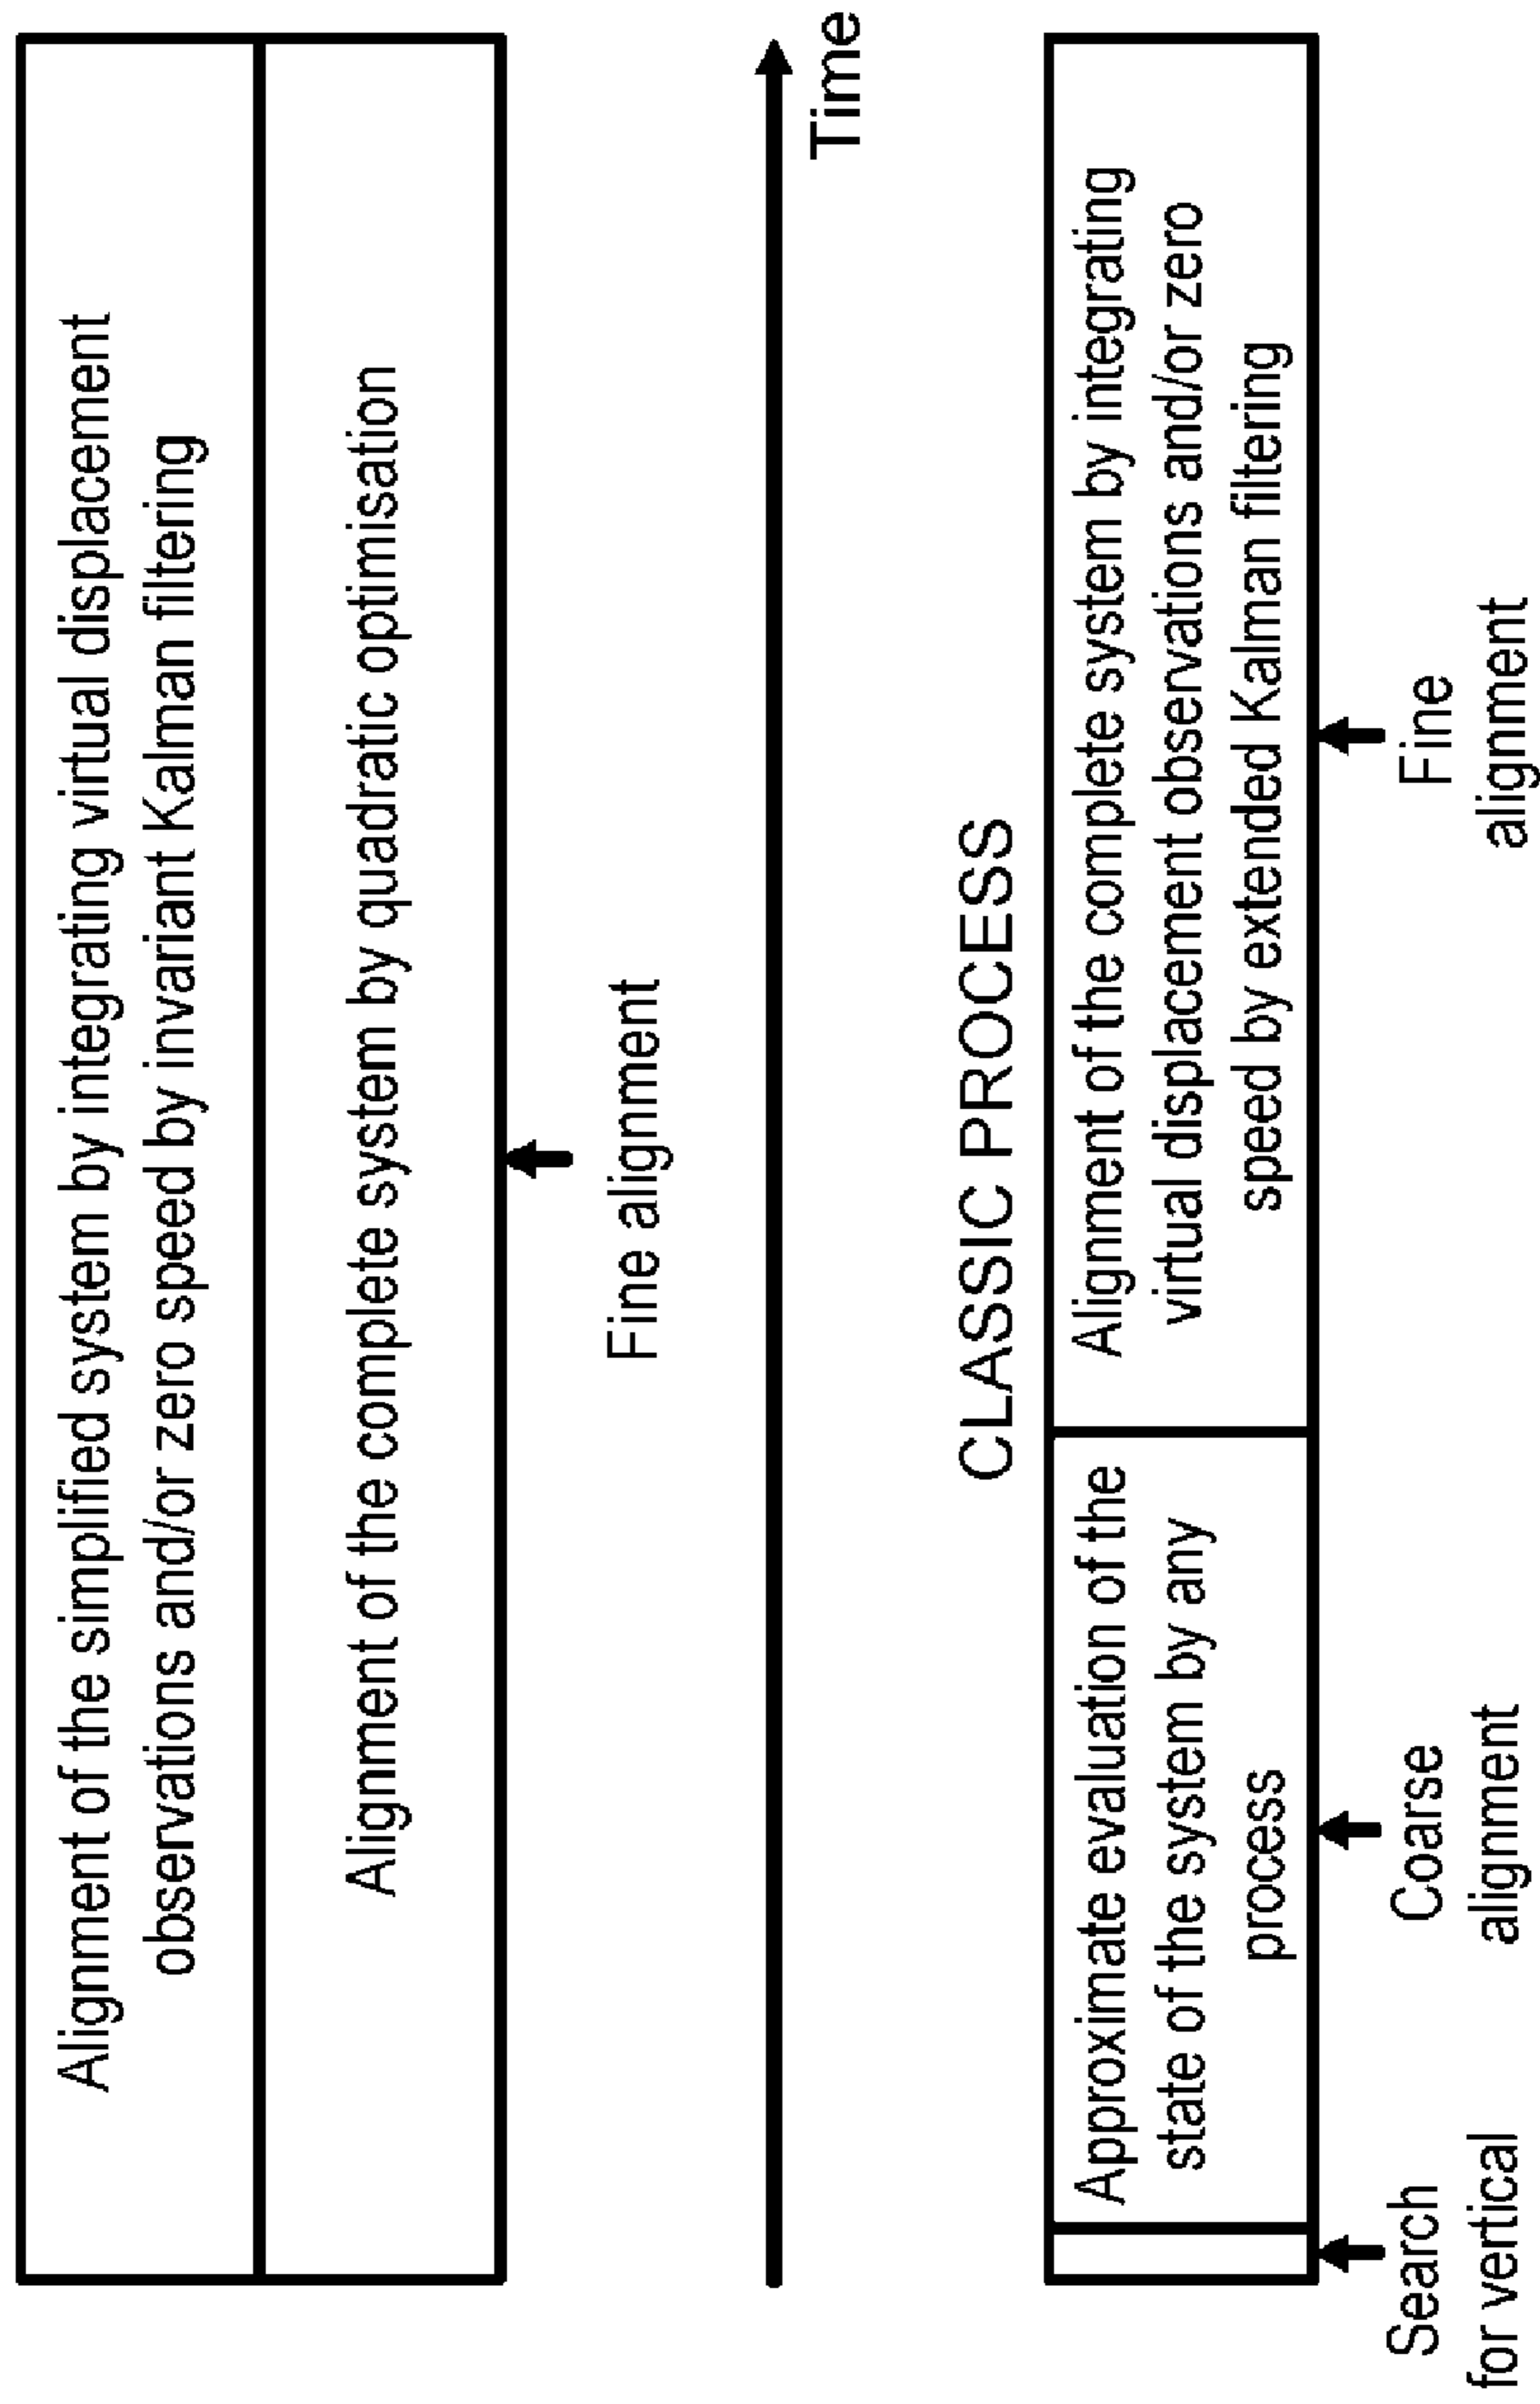 Alignment of the simplified system by integrating virtual displacement
observations and/or zero speed by invariant Kalman filtering
Alignment of the complete system by quadratic optimisation
Fine alignment
Time
CLASSIC PROCESS
Approximate evaluation of the
state of the system by any
process
Alignment of the complete system by integrating
virtual displacement observations and/or zero
speed by extended Kalman filtering
Search
for vertical
Coarse
alignment
Fine
alignment